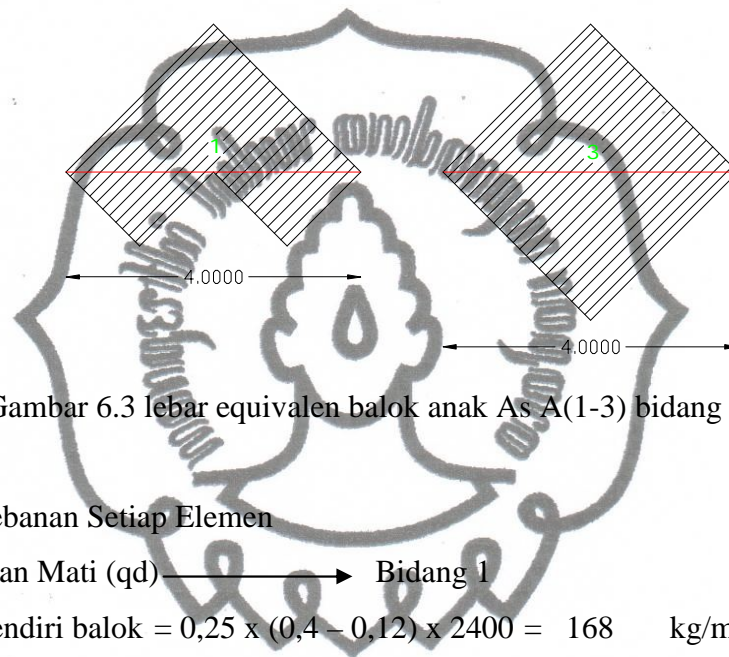 1
3
4.0000
4.0000
Gambar 6.3 lebar equivalen balok anak As A(1-3) bidang
ebanan Setiap Elemen
an Mati (qd) Bidang 1
endiri balok = 0,25 x (0,4 – 0,12) x 2400 = 168 kg/m